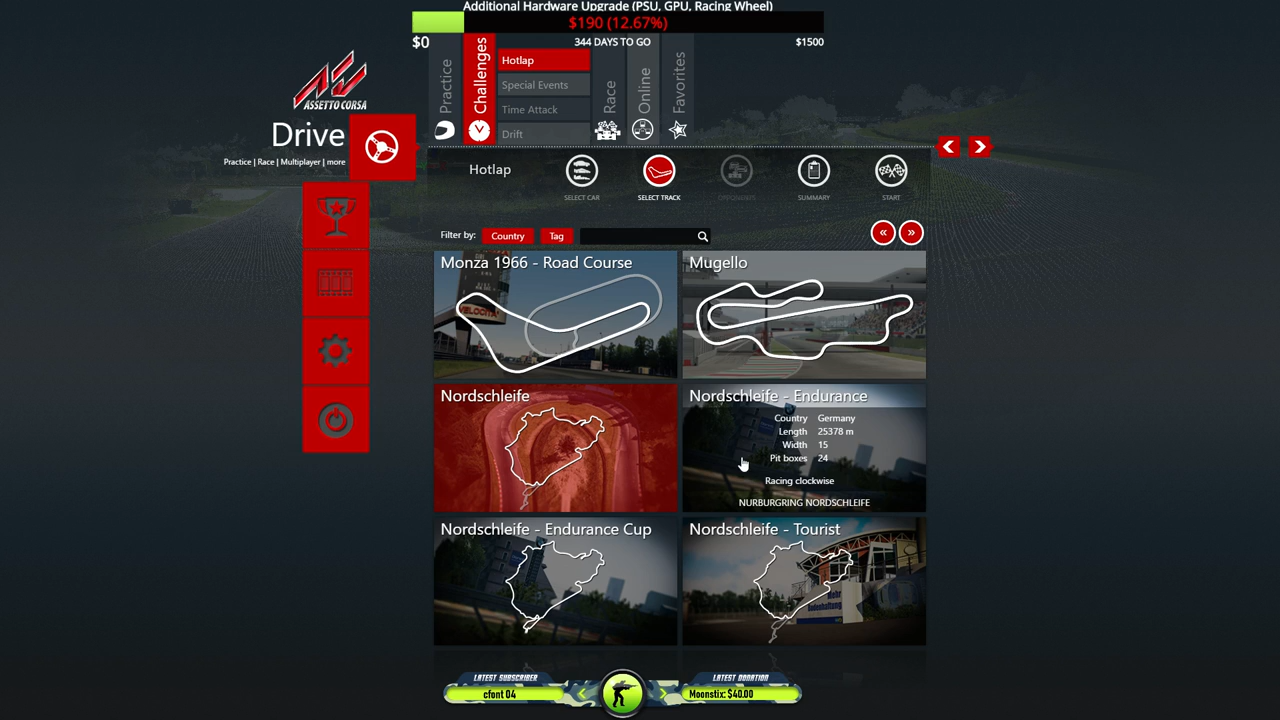 Additional Hardware Upgrade (PSU, GPU, Racing Wheel)
$190 (12.67%)
$0
344 DAYS TO GO
$1500
ASSETTO CORSA
Drive
Practice | Race | Multiplayer | more
Practice
Challenges
Hotlap
Special Events
Time Attack
Drift
Race
Online
Favorites
Hotlap
SELECT CAR
SELECT TRACK
OPPONENTS
SUMMARY
START
Filter by:
Country
Tag
Monza 1966 - Road Course
Mugello
Nordschleife
Nordschleife - Endurance
Country Germany
Length 25378 m
Width 15
Pit boxes 24
Racing clockwise
NURBURGRING NORDSCHLEIFE
Nordschleife - Endurance Cup
Nordschleife - Tourist
LATEST SUBSCRIBER
cfont 04
LATEST DONATION
Moonstix: $40.00